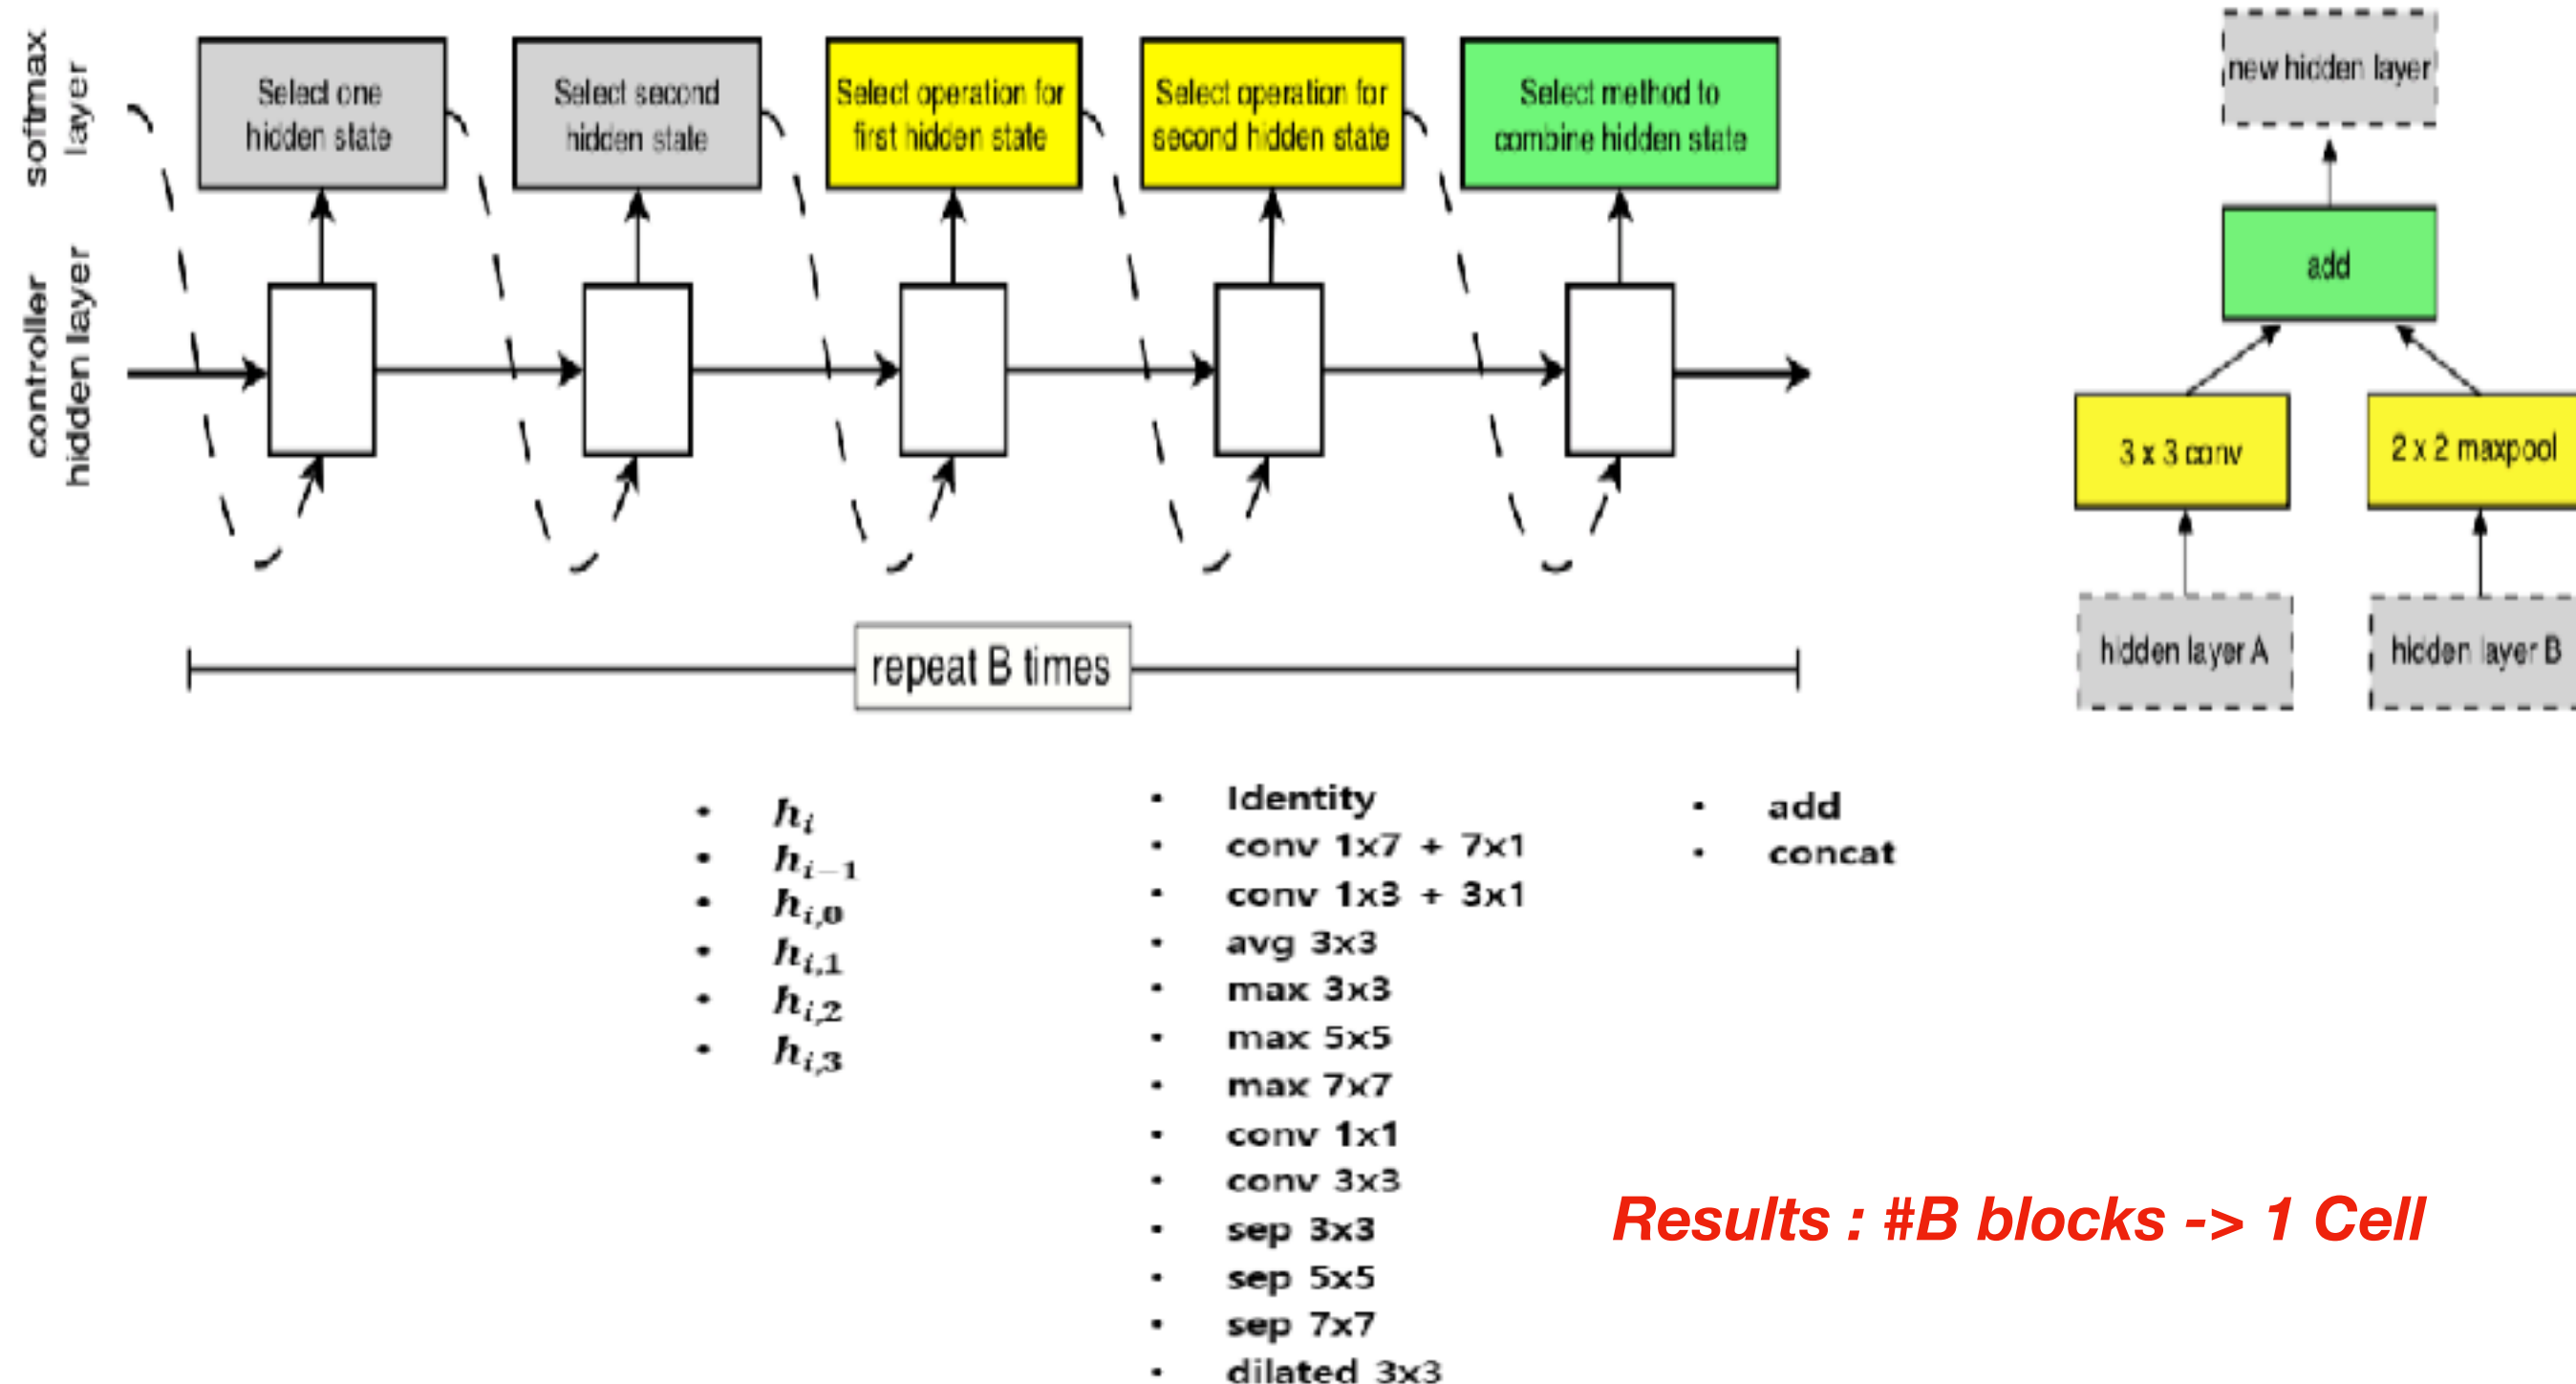 softmax
layer
Select one
hidden state
Select second
hidden state
Select operation for
first hidden state
Select operation for
second hidden state
Select method to
combine hidden state
controller
hidden layer
repeat B times
new hidden layer
add
3 x 3 conv
2 x 2 maxpool
hidden layer A
hidden layer B
• h_i
• h_{i-1}
• h_{i,0}
• h_{i,1}
• h_{i,2}
• h_{i,3}
• Identity
• conv 1x7 + 7x1
• conv 1x3 + 3x1
• avg 3x3
• max 3x3
• max 5x5
• max 7x7
• conv 1x1
• conv 3x3
• sep 3x3
• sep 5x5
• sep 7x7
• dilated 3x3
• add
• concat
Results : #B blocks -> 1 Cell